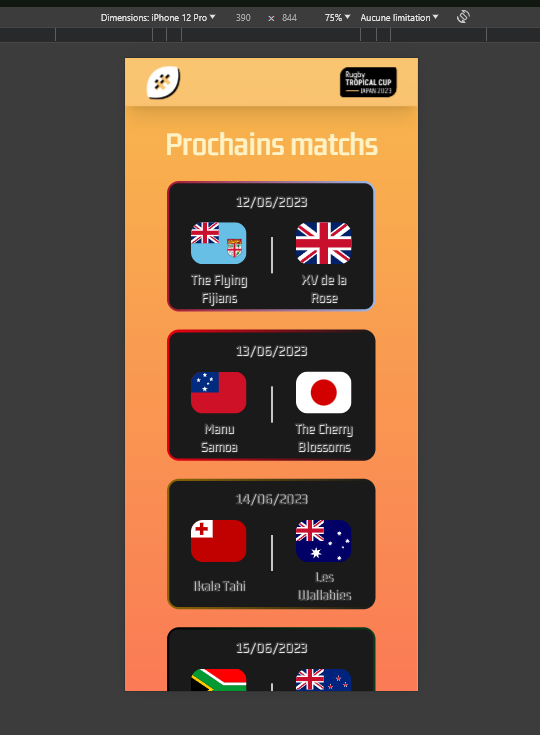 Dimensions: iPhone 12 Pro 390 × 844 75% Aucune limitation
Rugby
TROPICAL CUP
JAPAN 2023
Prochains matchs
12/06/2023
The Flying
Fijians
XV de la
Rose
13/06/2023
Manu
Samoa
The Cherry
Blossoms
14/06/2023
Ikale Tahi
Les
Wallabies
15/06/2023